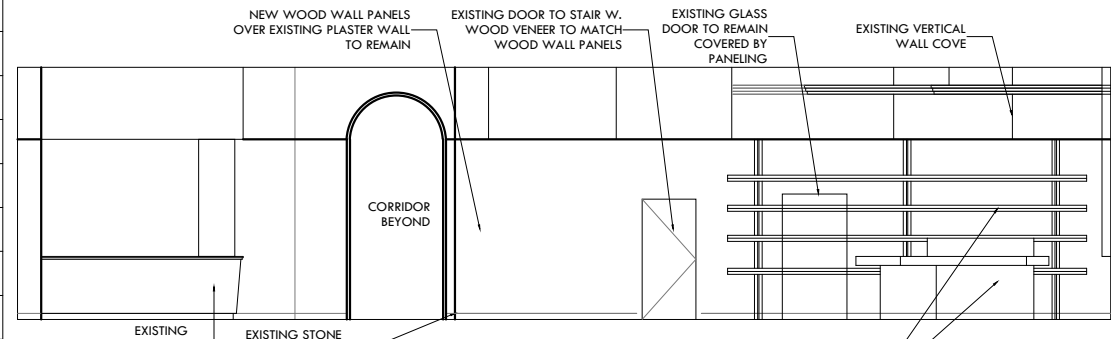 NEW WOOD WALL PANELS
OVER EXISTING PLASTER WALL
TO REMAIN
EXISTING DOOR TO STAIR W.
WOOD VENEER TO MATCH
WOOD WALL PANELS
EXISTING GLASS
DOOR TO REMAIN
COVERED BY
PANELING
EXISTING VERTICAL
WALL COVE
CORRIDOR
BEYOND
EXISTING
EXISTING STONE